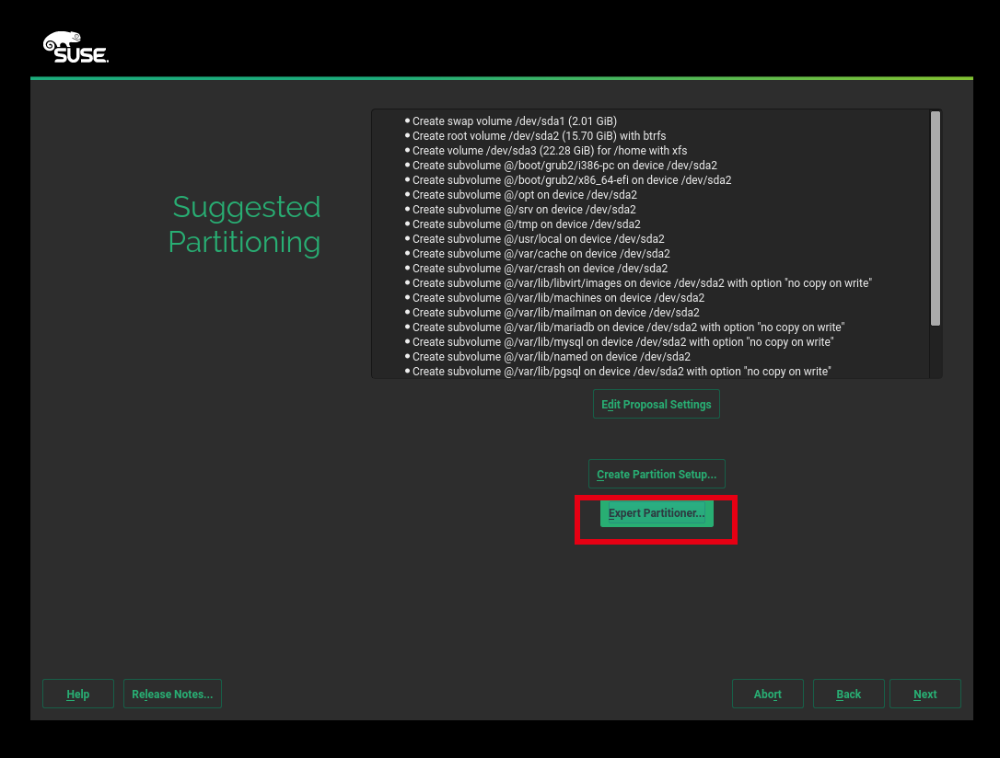 SUSE.
Suggested
Partitioning
Create swap volume /dev/sda1 (2.01 GiB)
Create root volume /dev/sda2 (15.70 GiB) with btrfs
Create volume /dev/sda3 (22.28 GiB) for /home with xfs
Create subvolume @/boot/grub2/i386-pc on device /dev/sda2
Create subvolume @/boot/grub2/x86_64-efi on device /dev/sda2
Create subvolume @/opt on device /dev/sda2
Create subvolume @/srv on device /dev/sda2
Create subvolume @/tmp on device /dev/sda2
Create subvolume @/usr/local on device /dev/sda2
Create subvolume @/var/cache on device /dev/sda2
Create subvolume @/var/crash on device /dev/sda2
Create subvolume @/var/lib/libvirt/images on device /dev/sda2 with option "no copy on write"
Create subvolume @/var/lib/machines on device /dev/sda2
Create subvolume @/var/lib/mailman on device /dev/sda2
Create subvolume @/var/lib/mariadb on device /dev/sda2 with option "no copy on write"
Create subvolume @/var/lib/mysql on device /dev/sda2 with option "no copy on write"
Create subvolume @/var/lib/named on device /dev/sda2
Create subvolume @/var/lib/pgsql on device /dev/sda2 with option "no copy on write"
Edit Proposal Settings
Create Partition Setup...
Expert Partitioner...
Help
Release Notes...
Abort
Back
Next